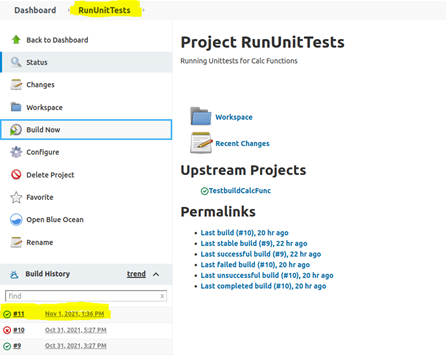 Dashboard RunUnitTests
Back to Dashboard
Status
Changes
Workspace
Build Now
Configure
Delete Project
Favorite
Open Blue Ocean
Rename
Build History trend
find x
#11 Nov 1, 2021, 1:36 PM
#10 Oct 31, 2021, 5:27 PM
#9 Oct 31, 2021, 3:27 PM
Project RunUnitTests
Running Unittests for Calc Functions
Workspace
Recent Changes
Upstream Projects
TestbuildCalcFunc
Permalinks
Last build (#10), 20 hr ago
Last stable build (#9), 22 hr ago
Last successful build (#9), 22 hr ago
Last failed build (#10), 20 hr ago
Last unsuccessful build (#10), 20 hr ago
Last completed build (#10), 20 hr ago